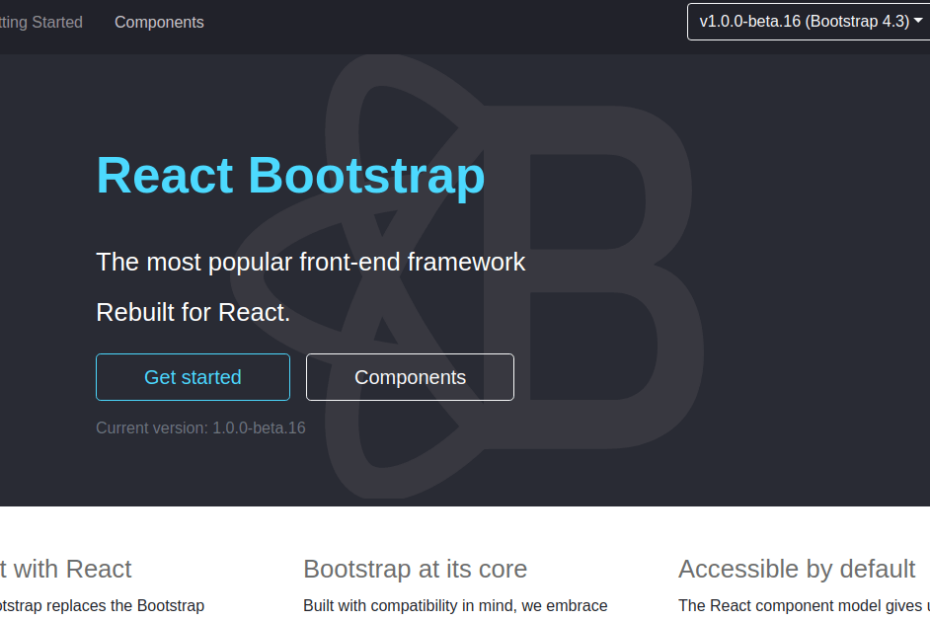 tting Started Components v1.0.0-beta.16 (Bootstrap 4.3)
React Bootstrap
The most popular front-end framework
Rebuilt for React.
Get started Components
Current version: 1.0.0-beta.16
t with React
Bootstrap at its core
Accessible by default
otstrap replaces the Bootstrap
Built with compatibility in mind, we embrace
The React component model gives u